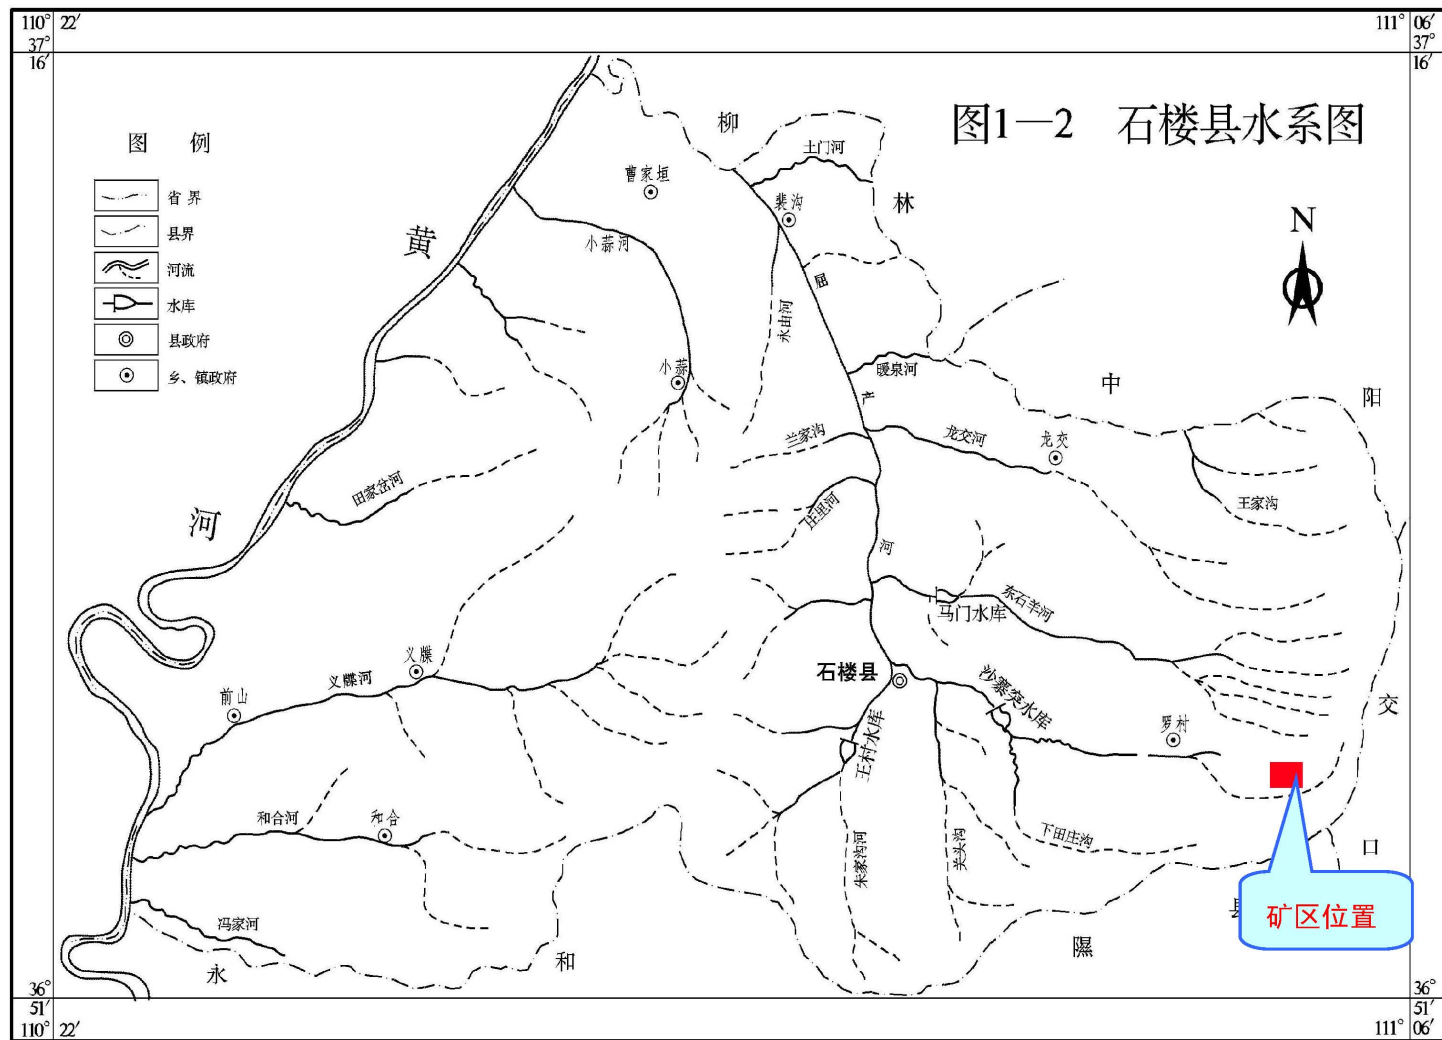 110° 22′
111° 06′
37°
16′
37°
16′
图1—2 石楼县水系图
图 例
省 界
县界
河流
水库
县政府
乡、镇政府
N
柳
林
中
阳
交
口
县
隰
和
永
黄
河
土门河
曹家垣
裴沟
小蒜河
屈
永由河
小蒜
暖泉河
礼
兰家沟
龙交河
龙交
田家岔河
庄里河
王家沟
河
马门水库
东石羊河
义牒
义牒河
石楼县
沙寨突水库
前山
王村水库
罗村
和合河
和合
朱家沟河
关头沟
下田庄沟
冯家河
矿区位置
36°
51′
36°
51′
110° 22′
111° 06′